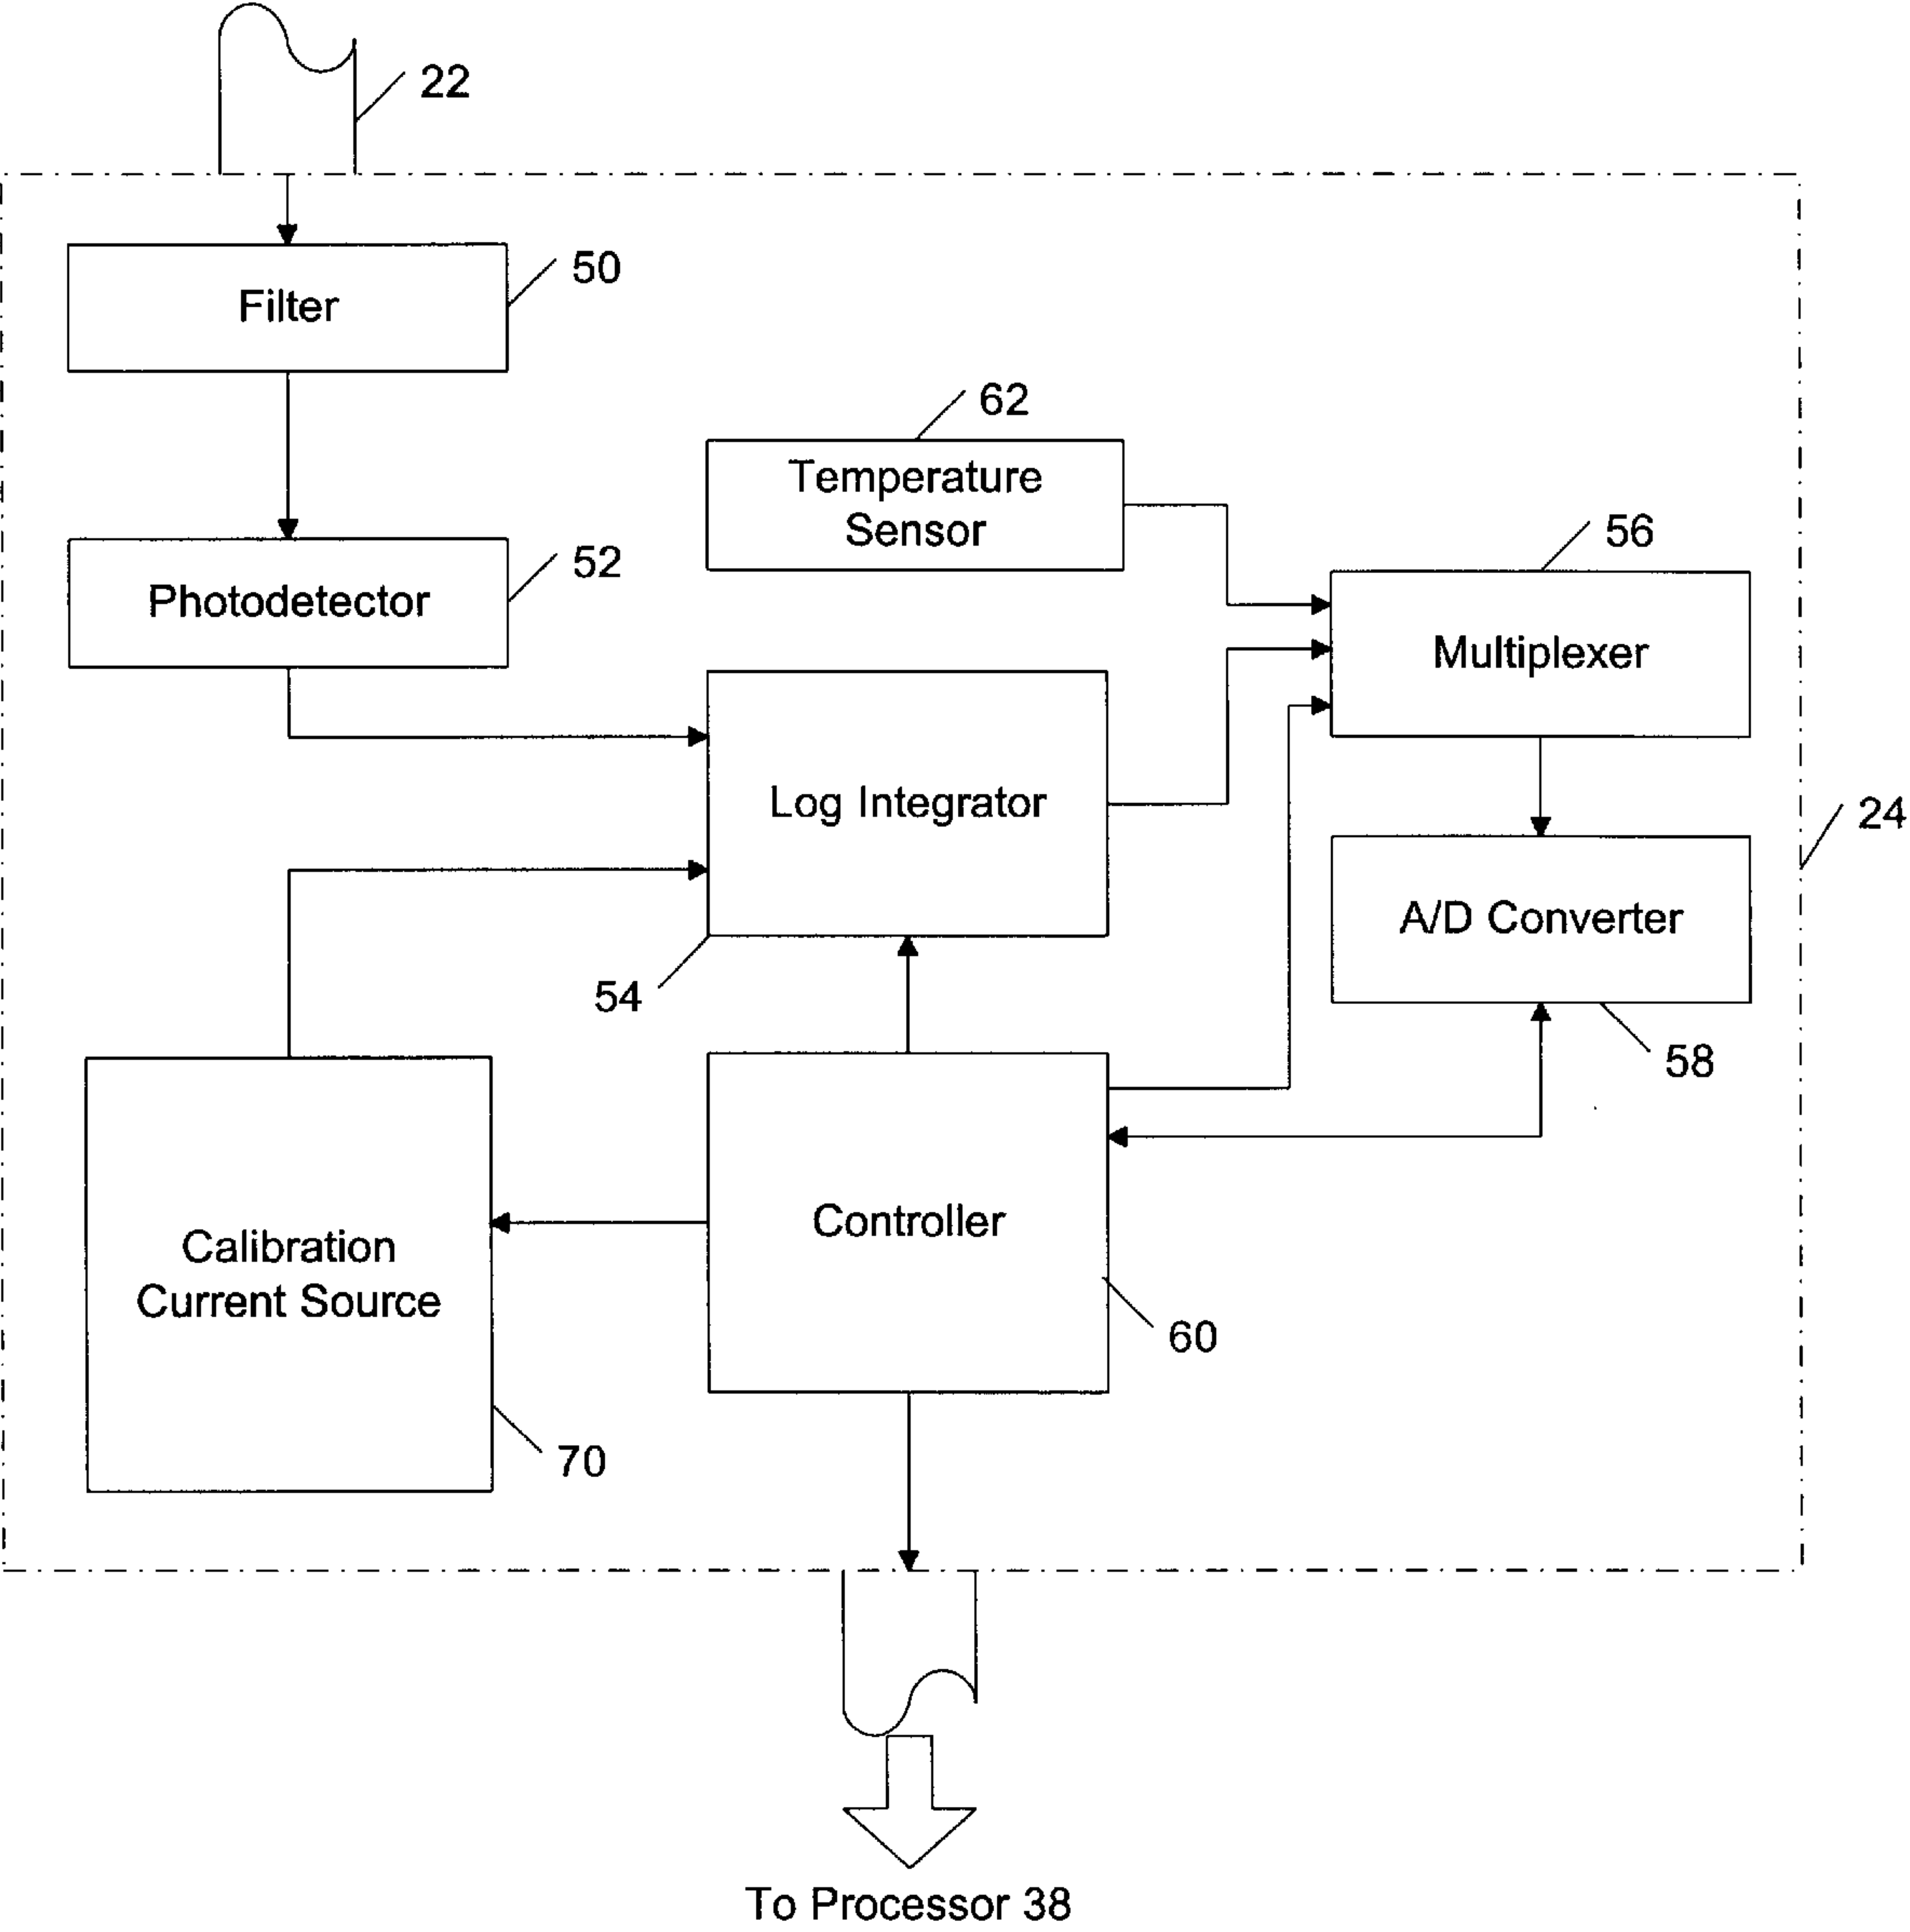 22
50
Filter
62
Temperature
Sensor
56
52
Photodetector
Multiplexer
Log Integrator
24
A/D Converter
54
58
Controller
Calibration
Current Source
60
70
To Processor 38